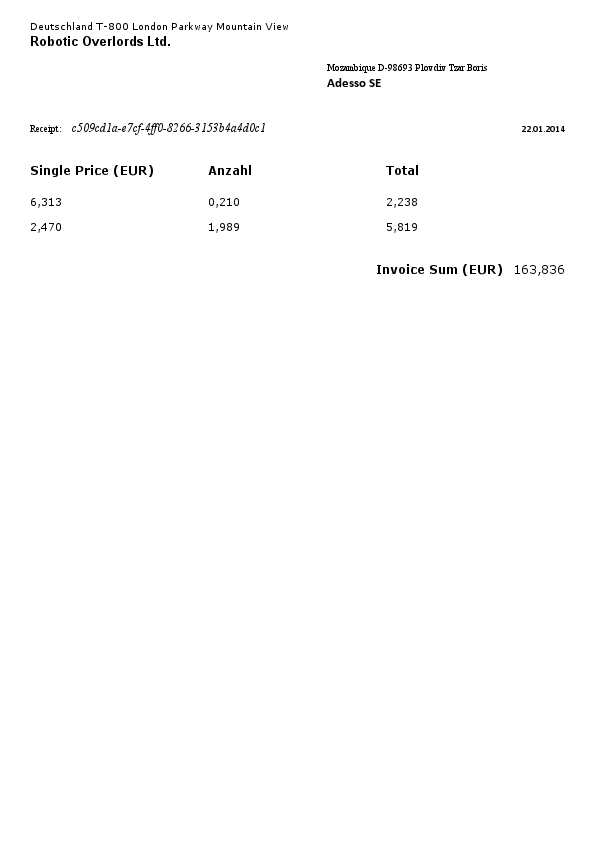 Deutschland T-800 London Parkway Mountain View
Robotic Overlords Ltd.
Mozambique D-98693 Plovdiv Tzar Boris
Adesso SE
Receipt: c509cd1a-e7cf-4ff0-8266-3153b4a4d0c1 22.01.2014
Single Price (EUR) Anzahl Total
6,313 0,210 2,238
2,470 1,989 5,819
Invoice Sum (EUR) 163,836